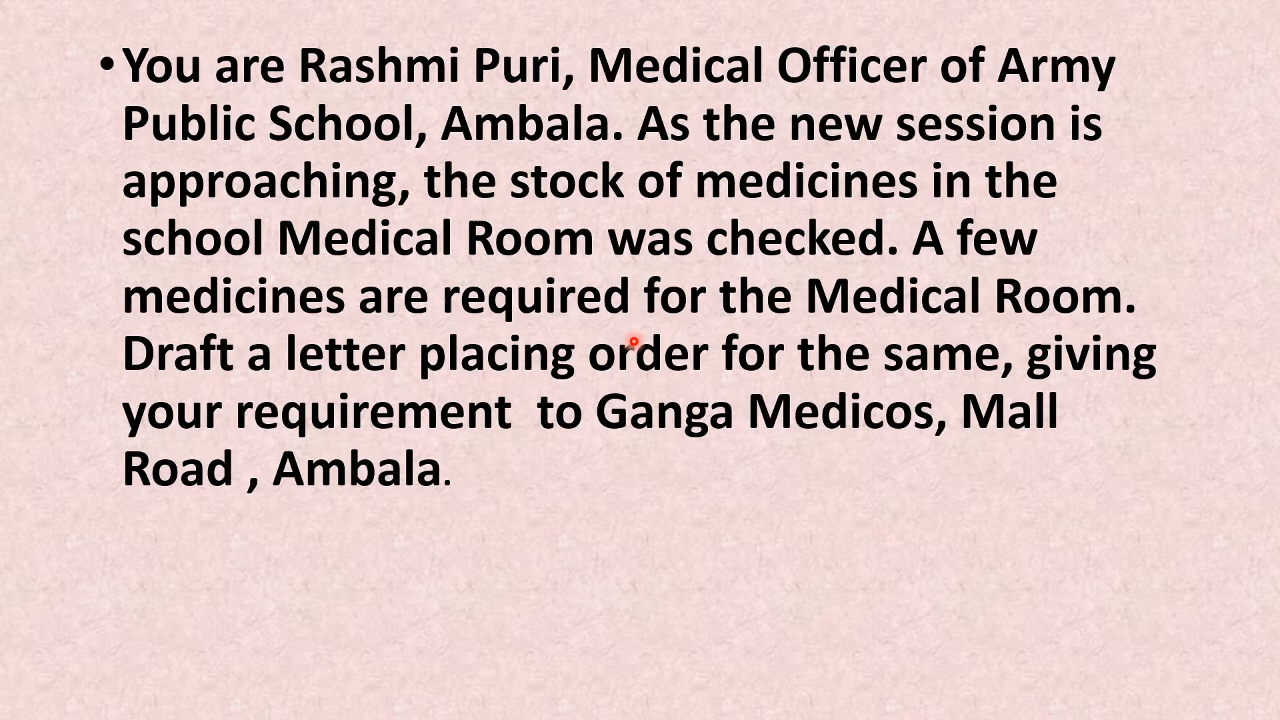 • You are Rashmi Puri, Medical Officer of Army
Public School, Ambala. As the new session is
approaching, the stock of medicines in the
school Medical Room was checked. A few
medicines are required for the Medical Room.
Draft a letter placing order for the same, giving
your requirement  to Ganga Medicos, Mall
Road , Ambala.